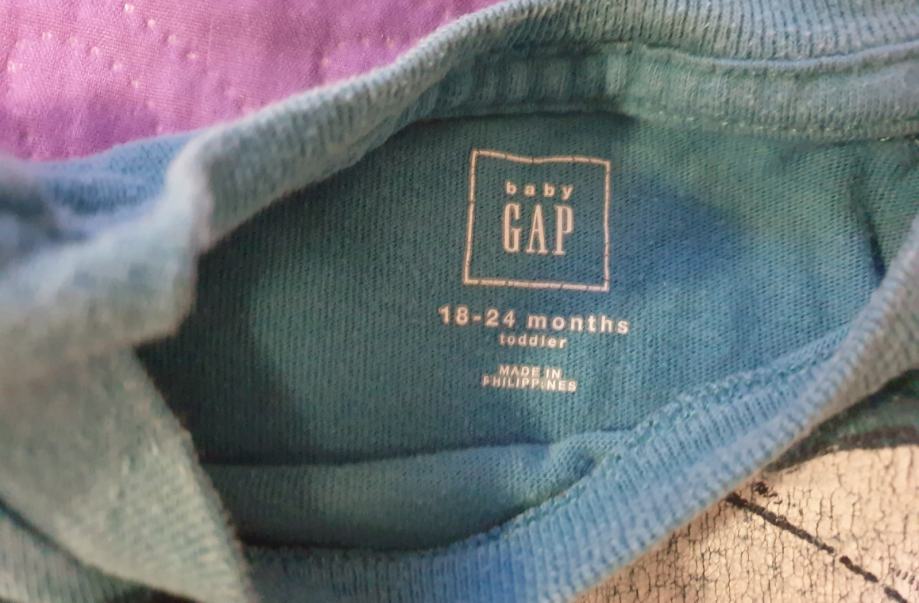 baby
GAP
18-24 months
toddler
MADE IN
PHILIPPINES